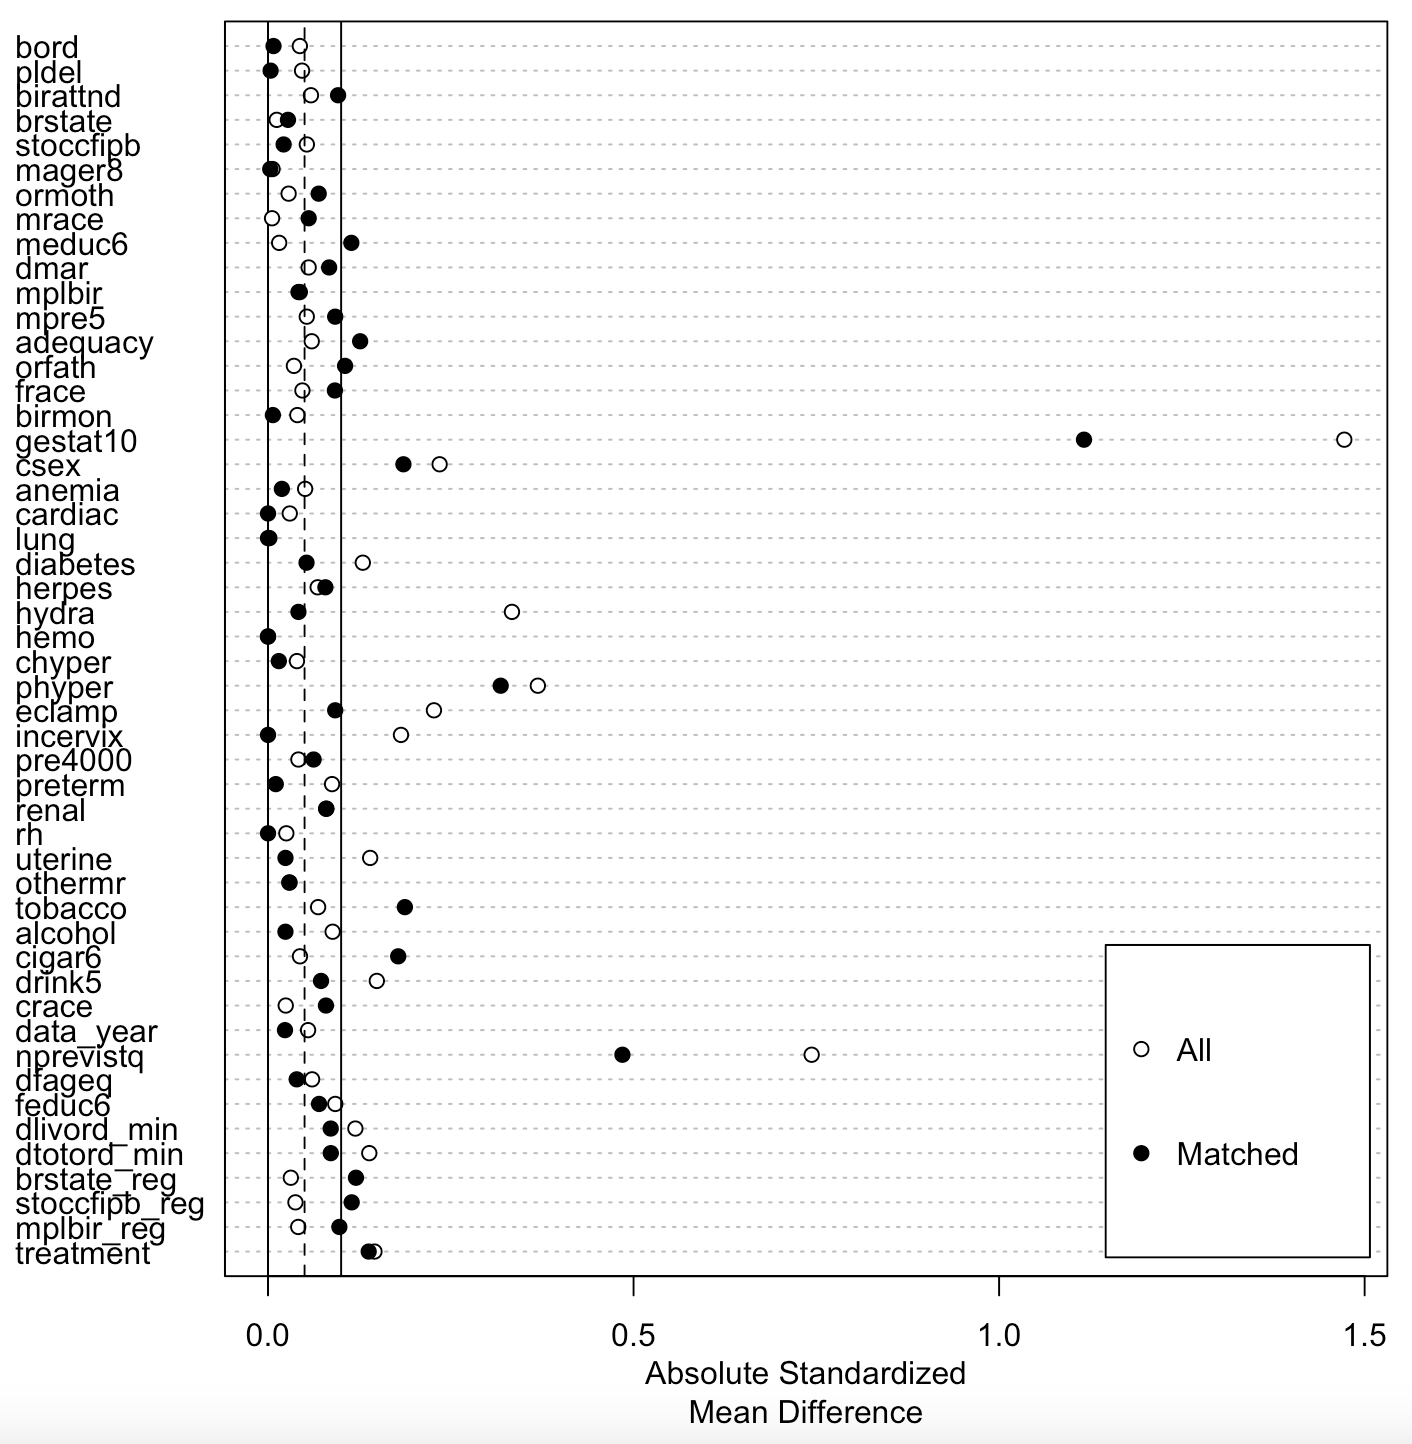 bord
pldel
birattnd
brstate
stoccfipb
mager8
ormoth
mrace
meduc6
dmar
mplbir
mpre5
adequacy
orfath
frace
birmon
gestat10
csex
anemia
cardiac
lung
diabetes
herpes
hydra
hemo
chyper
phyper
eclamp
incervix
pre4000
preterm
renal
rh
uterine
othermr
tobacco
alcohol
cigar6
drink5
crace
data_year
nprevistq
dfageq
feduc6
dlivord_min
dtotord_min
brstate_reg
stoccfipb_reg
mplbir_reg
treatment
All
Matched
0.0 0.5 1.0 1.5
Absolute Standardized
Mean Difference